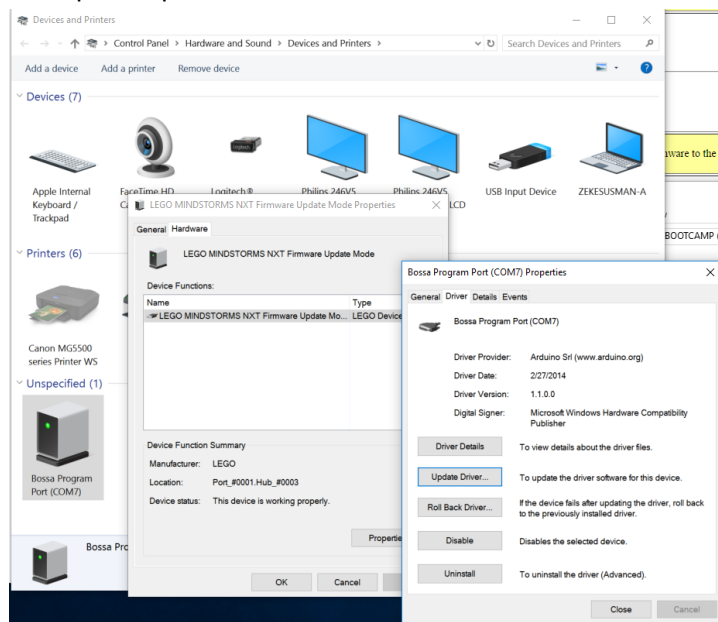 Devices and Printers
Control Panel > Hardware and Sound > Devices and Printers >
Search Devices and Printers
Add a device Add a printer Remove device
Devices (7)
Apple Internal
Keyboard /
Trackpad
FaceTime HD
Logitech®
Philips 246V5
Philips 246V5
LCD
USB Input Device
ZEKESUSMAN-A
ware to the
BOOTCAMP (
Printers (6)
Canon MG5500
series Printer WS
Unspecified (1)
Bossa Program
Port (COM7)
Bossa Pro
LEGO MINDSTORMS NXT Firmware Update Mode Properties
General Hardware
LEGO MINDSTORMS NXT Firmware Update Mode
Device Functions:
Name Type
LEGO MINDSTORMS NXT Firmware Update Mo... LEGO Device
Device Function Summary
Manufacturer: LEGO
Location: Port_#0001.Hub_#0003
Device status: This device is working properly.
Propertie
OK Cancel
Bossa Program Port (COM7) Properties
General Driver Details Events
Bossa Program Port (COM7)
Driver Provider: Arduino Srl (www.arduino.org)
Driver Date: 2/27/2014
Driver Version: 1.1.0.0
Digital Signer: Microsoft Windows Hardware Compatibility
Publisher
Driver Details To view details about the driver files.
Update Driver... To update the driver software for this device.
Roll Back Driver... If the device fails after updating the driver, roll back
to the previously installed driver.
Disable Disables the selected device.
Uninstall To uninstall the driver (Advanced).
Close Cancel